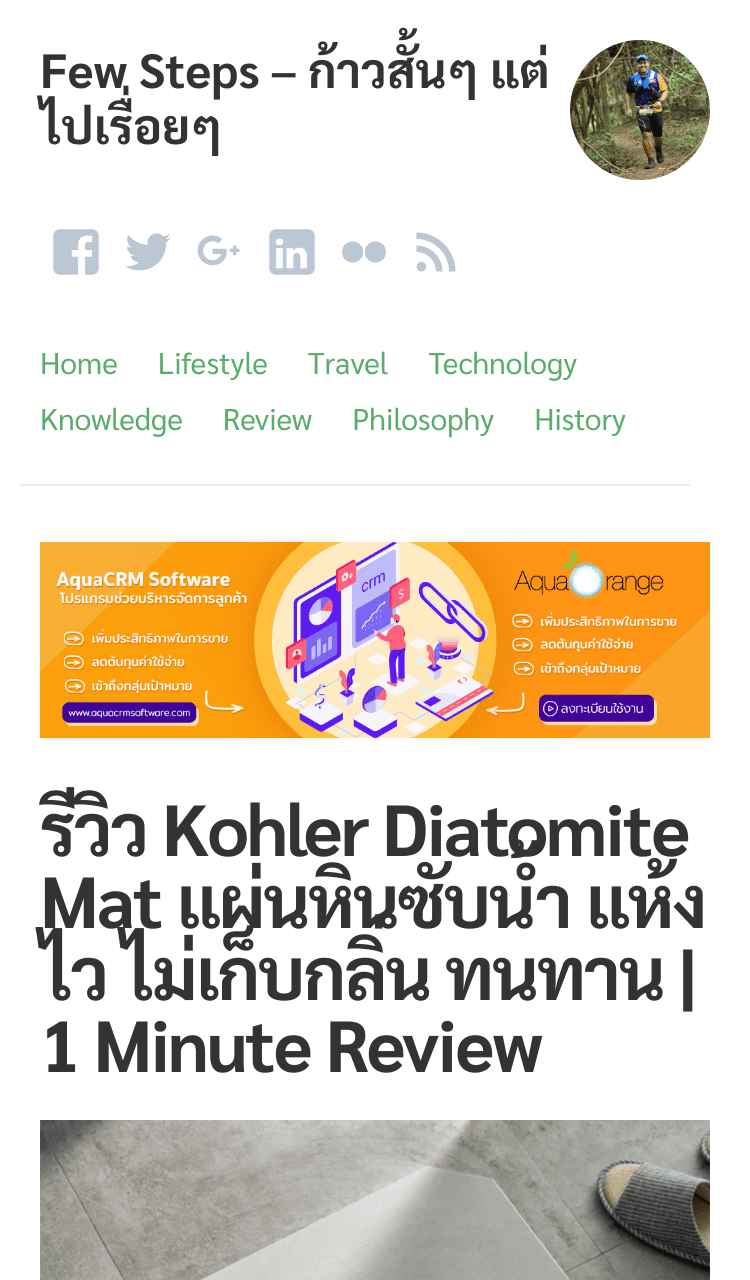 Few Steps – ก้าวสั้นๆ แต่
ไปเรื่อยๆ
Home Lifestyle Travel Technology
Knowledge Review Philosophy History
AquaCRM Software
โปรแกรมช่วยบริหารจัดการลูกค้า
เพิ่มประสิทธิภาพในการขาย
ลดต้นทุนค่าใช้จ่าย
เข้าถึงกลุ่มเป้าหมาย
www.aquacrmsoftware.com
crm
Aqua Orange
เพิ่มประสิทธิภาพในการขาย
ลดต้นทุนค่าใช้จ่าย
เข้าถึงกลุ่มเป้าหมาย
ลงทะเบียนใช้งาน
รีวิว Kohler Diatomite
Mat แผ่นหินซับน้ำ แห้ง
ไว ไม่เก็บกลิ่น ทนทาน |
1 Minute Review